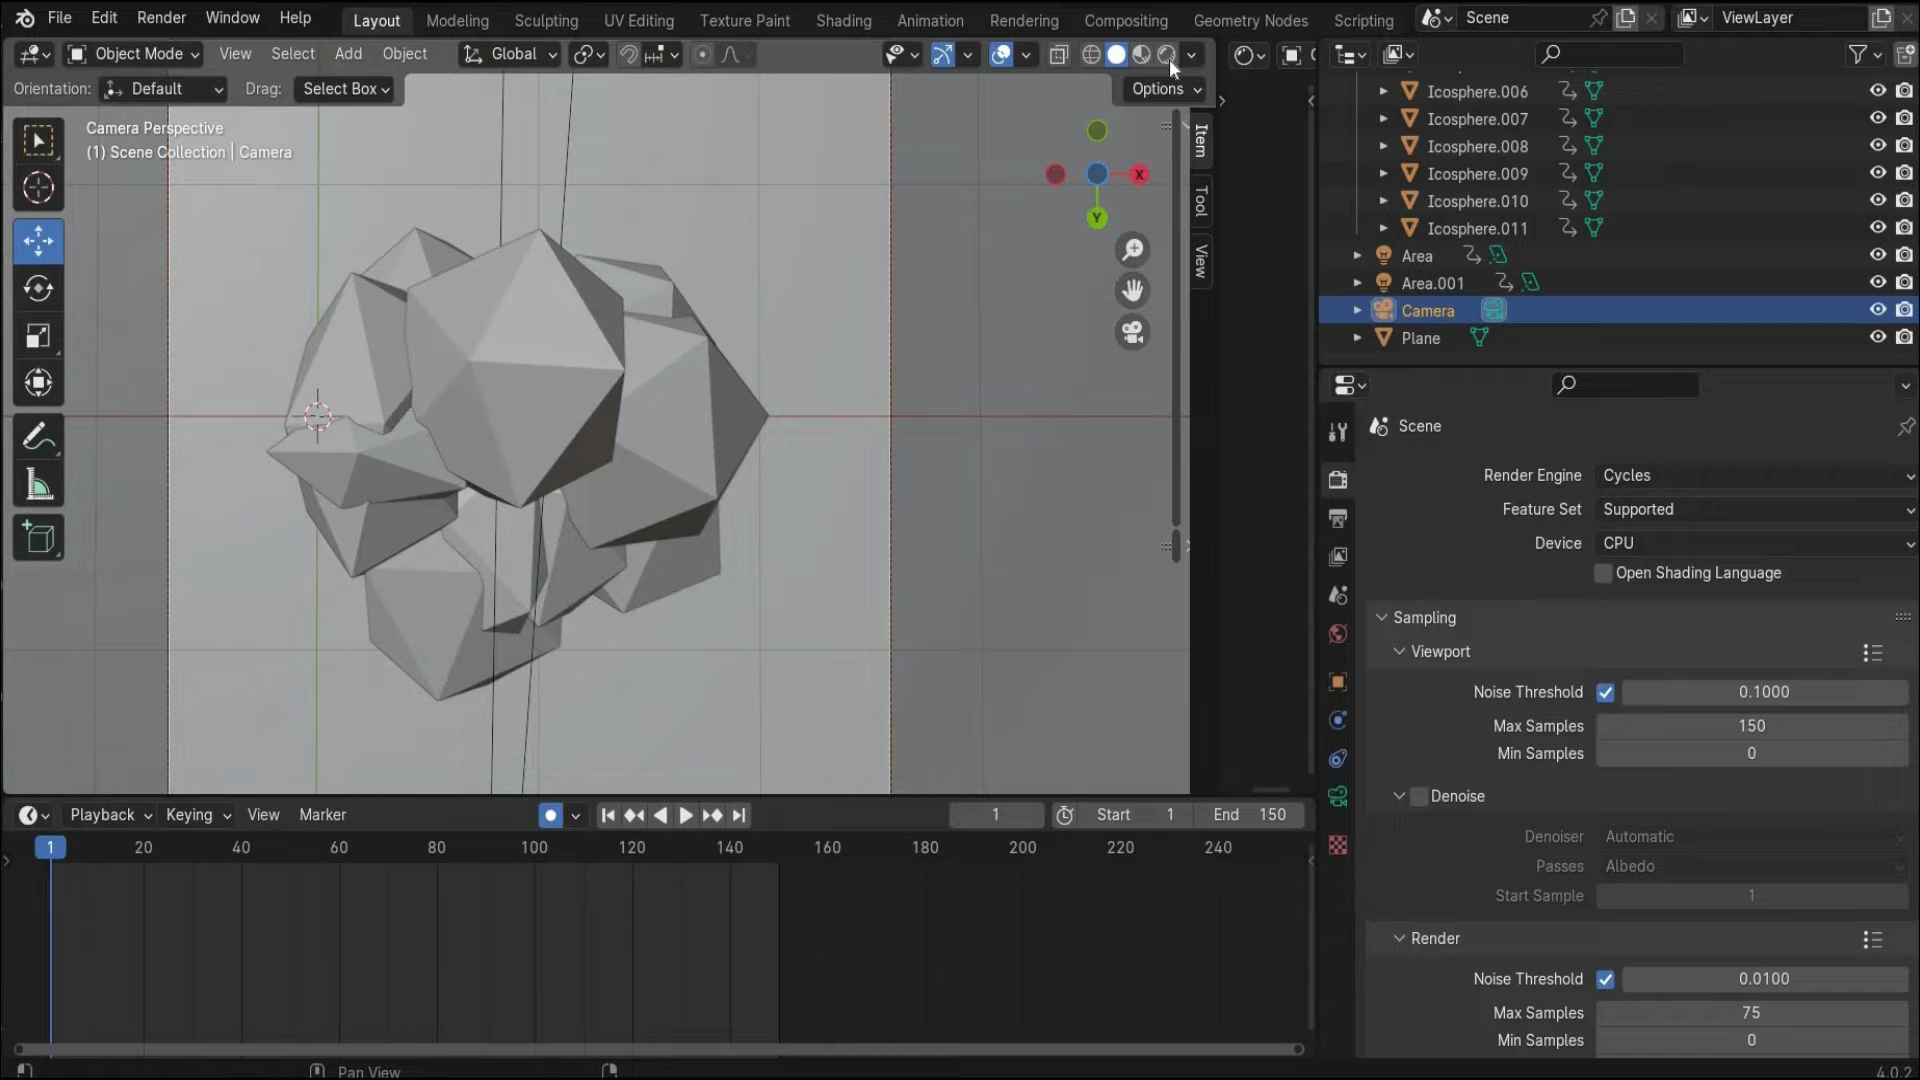 File Edit Render Window Help Layout Modeling Sculpting UV Editing Texture Paint Shading Animation Rendering Compositing Geometry Nodes Scripting Scene ViewLayer
Object Mode View Select Add Object Global
Orientation: Default Drag: Select Box Options
Camera Perspective
(1) Scene Collection | Camera
X
Y
Item
Tool
View
Icosphere.006
Icosphere.007
Icosphere.008
Icosphere.009
Icosphere.010
Icosphere.011
Area
Area.001
Camera
Plane
Scene
Render Engine Cycles
Feature Set Supported
Device CPU
Open Shading Language
Sampling
Viewport
Noise Threshold 0.1000
Max Samples 150
Min Samples 0
Denoise
Denoiser Automatic
Passes Albedo
Start Sample 1
Render
Noise Threshold 0.0100
Max Samples 75
Min Samples 0
Playback Keying View Marker 1 Start 1 End 150
1 20 40 60 80 100 120 140 160 180 200 220 240
Pan View
4.0.2